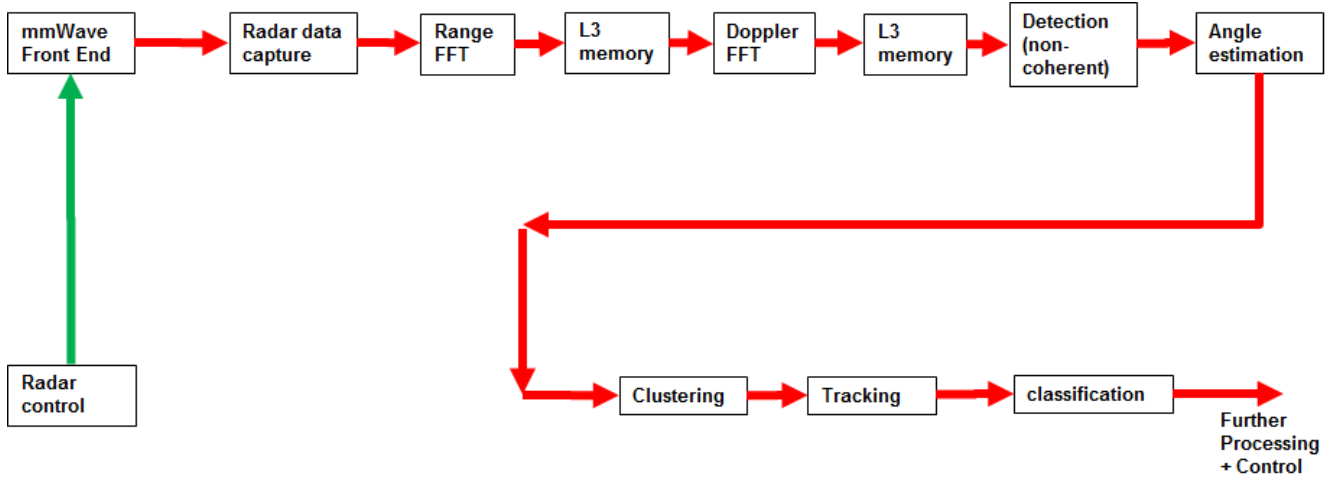 mmWave
Front End
Radar data
capture
Range
FFT
L3
memory
Doppler
FFT
L3
memory
Detection
(non-
coherent)
Angle
estimation
Radar
control
Clustering
Tracking
classification
Further
Processing
+ Control